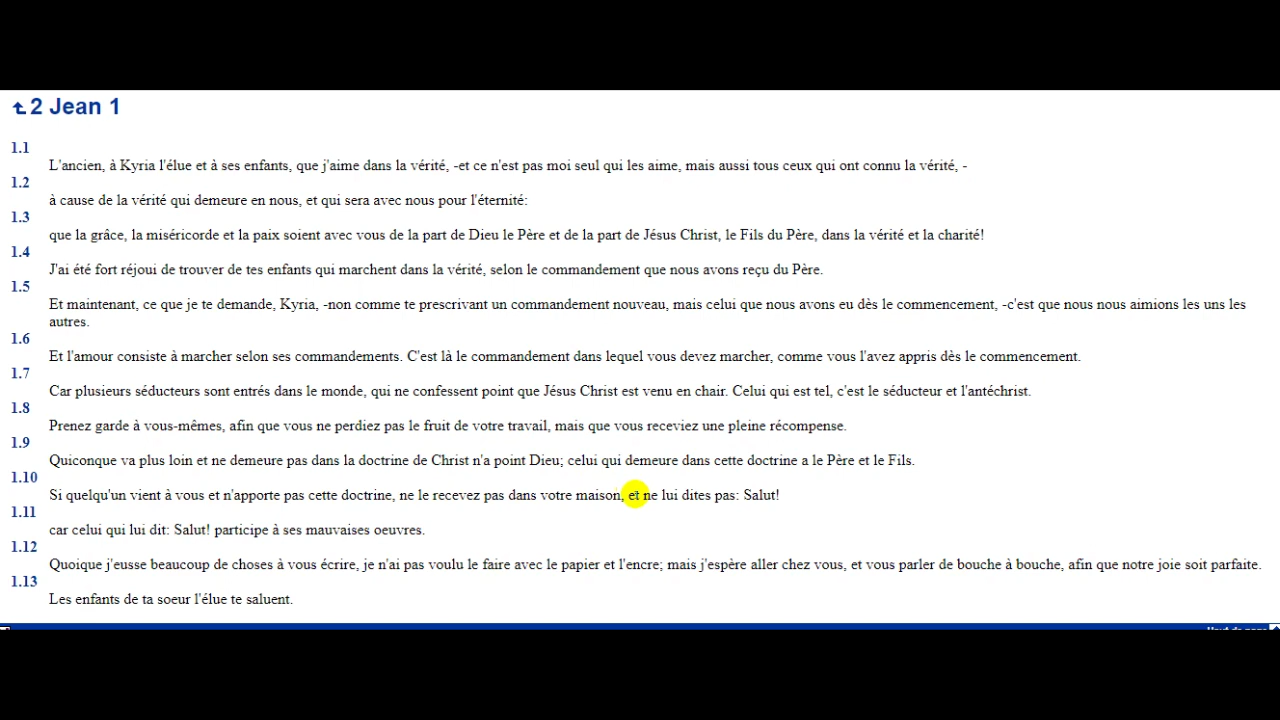 2 Jean 1
1.1
L'ancien, à Kyria l'élue et à ses enfants, que j'aime dans la vérité, -et ce n'est pas moi seul qui les aime, mais aussi tous ceux qui ont connu la vérité, -
1.2
à cause de la vérité qui demeure en nous, et qui sera avec nous pour l'éternité:
1.3
que la grâce, la miséricorde et la paix soient avec vous de la part de Dieu le Père et de la part de Jésus Christ, le Fils du Père, dans la vérité et la charité!
1.4
J'ai été fort réjoui de trouver de tes enfants qui marchent dans la vérité, selon le commandement que nous avons reçu du Père.
1.5
Et maintenant, ce que je te demande, Kyria, -non comme te prescrivant un commandement nouveau, mais celui que nous avons eu dès le commencement, -c'est que nous nous aimions les uns les
autres.
1.6
Et l'amour consiste à marcher selon ses commandements. C'est là le commandement dans lequel vous devez marcher, comme vous l'avez appris dès le commencement.
1.7
Car plusieurs séducteurs sont entrés dans le monde, qui ne confessent point que Jésus Christ est venu en chair. Celui qui est tel, c'est le séducteur et l'antéchrist.
1.8
Prenez garde à vous-mêmes, afin que vous ne perdiez pas le fruit de votre travail, mais que vous receviez une pleine récompense.
1.9
Quiconque va plus loin et ne demeure pas dans la doctrine de Christ n'a point Dieu; celui qui demeure dans cette doctrine a le Père et le Fils.
1.10
Si quelqu'un vient à vous et n'apporte pas cette doctrine, ne le recevez pas dans votre maison, et ne lui dites pas: Salut!
1.11
car celui qui lui dit: Salut! participe à ses mauvaises oeuvres.
1.12
Quoique j'eusse beaucoup de choses à vous écrire, je n'ai pas voulu le faire avec le papier et l'encre; mais j'espère aller chez vous, et vous parler de bouche à bouche, afin que notre joie soit parfaite.
1.13
Les enfants de ta soeur l'élue te saluent.